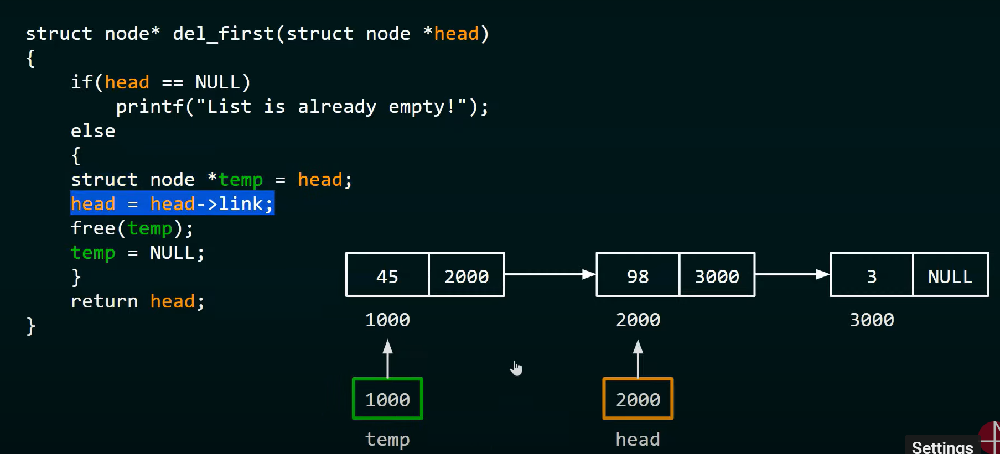 struct node* del_first(struct node *head)
{
    if(head == NULL)
        printf("List is already empty!");
    else
    {
    struct node *temp = head;
    head = head->link;
    free(temp);
    temp = NULL;
    }
    return head;
}
45 2000 98 3000 3 NULL
1000 2000 3000
1000 2000
temp head
Settings